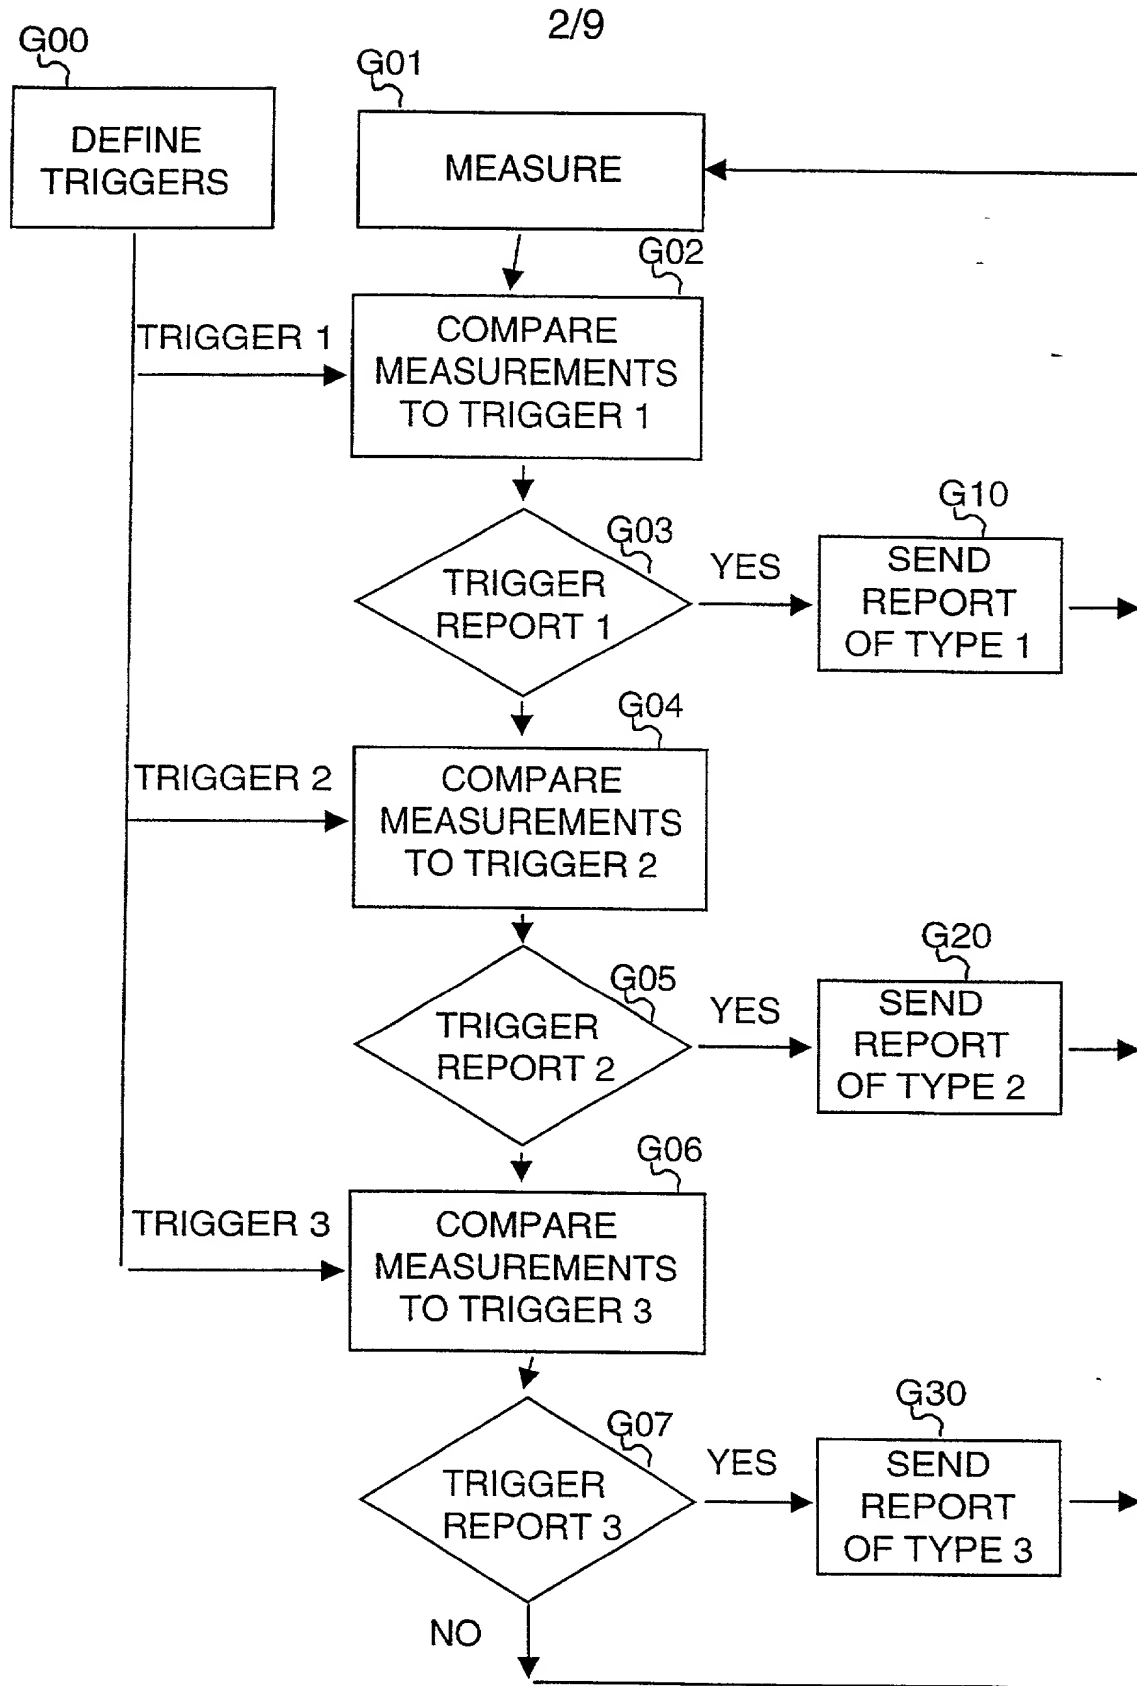 2/9
G00
DEFINE
TRIGGERS
G01
MEASURE
G02
TRIGGER 1
COMPARE
MEASUREMENTS
TO TRIGGER 1
G03
TRIGGER
REPORT 1
YES
G10
SEND
REPORT
OF TYPE 1
G04
TRIGGER 2
COMPARE
MEASUREMENTS
TO TRIGGER 2
G05
TRIGGER
REPORT 2
YES
G20
SEND
REPORT
OF TYPE 2
G06
TRIGGER 3
COMPARE
MEASUREMENTS
TO TRIGGER 3
G07
TRIGGER
REPORT 3
YES
G30
SEND
REPORT
OF TYPE 3
NO